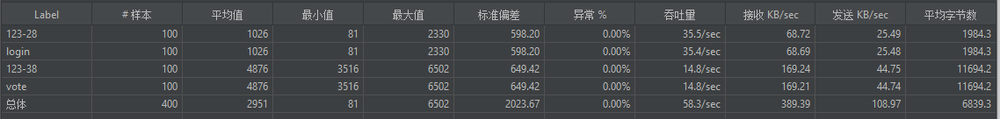 Label # 样本 平均值 最小值 最大值 标准偏差 异常 % 吞吐量 接收 KB/sec 发送 KB/sec 平均字节数
123-28 100 1026 81 2330 598.20 0.00% 35.5/sec 68.72 25.49 1984.3
login 100 1026 81 2330 598.20 0.00% 35.4/sec 68.69 25.48 1984.3
123-38 100 4876 3516 6502 649.42 0.00% 14.8/sec 169.24 44.75 11694.2
vote 100 4876 3516 6502 649.42 0.00% 14.8/sec 169.21 44.74 11694.2
总体 400 2951 81 6502 2023.67 0.00% 58.3/sec 389.39 108.97 6839.3